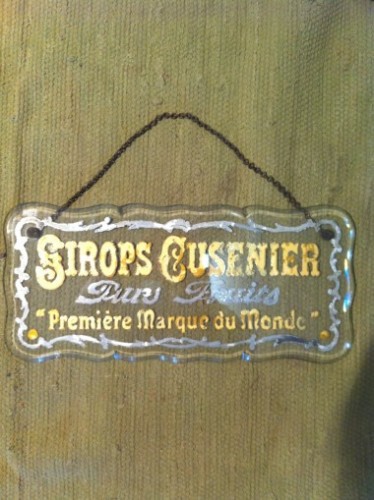 SIROPS CUSENIER
Purs Fruits
"Première Marque du Monde"